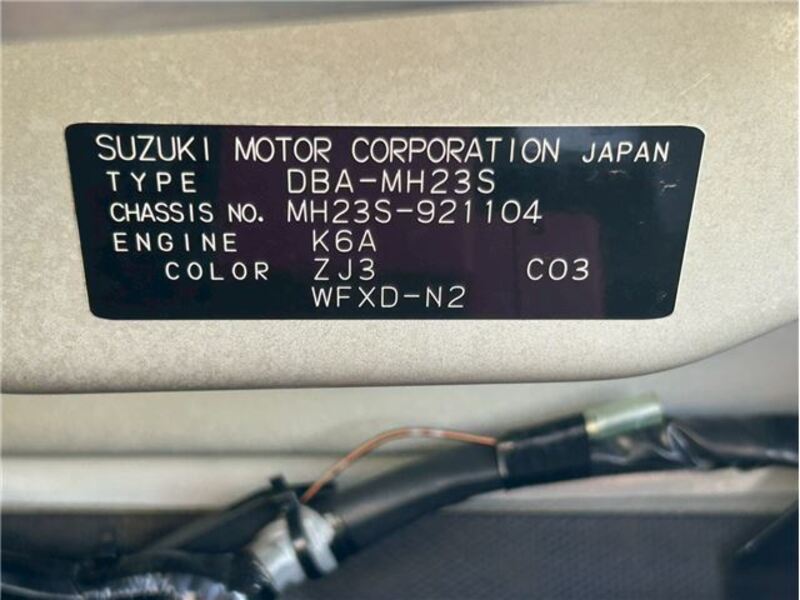 SUZUKI MOTOR CORPORATION JAPAN
TYPE DBA-MH23S
CHASSIS NO. MH23S-921104
ENGINE K6A
COLOR ZJ3 C03
WFXD-N2